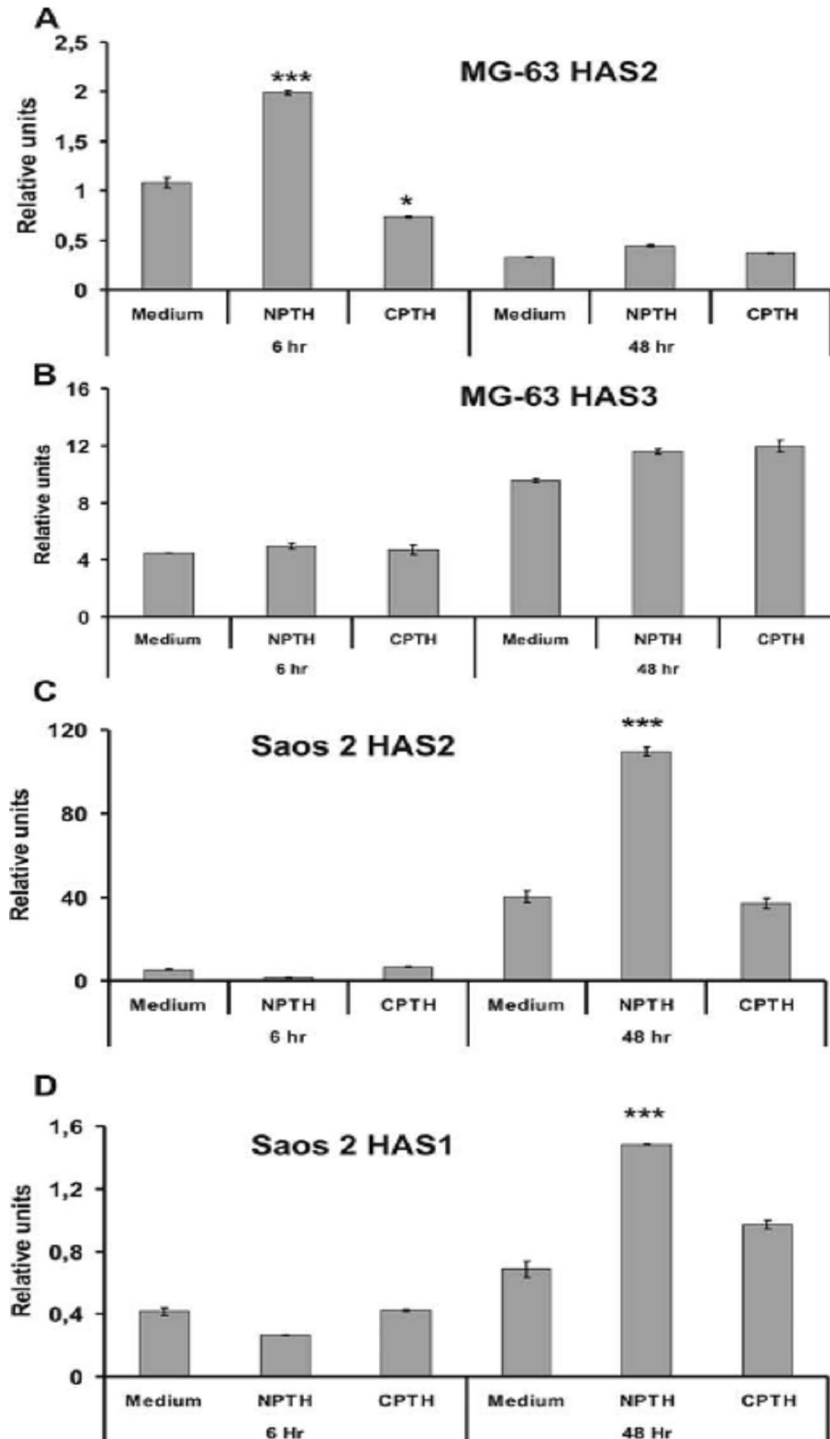 A
MG-63 HAS2
Relative units
2,5
2
1,5
1
0,5
0
***
*
Medium NPTH CPTH Medium NPTH CPTH
6 hr 48 hr
B
MG-63 HAS3
Relative units
16
12
8
4
0
Medium NPTH CPTH Medium NPTH CPTH
6 hr 48 hr
C
Saos 2 HAS2
Relative units
120
80
40
0
***
Medium NPTH CPTH Medium NPTH CPTH
6 hr 48 hr
D
Saos 2 HAS1
Relative units
1,6
1,2
0,8
0,4
0
***
Medium NPTH CPTH Medium NPTH CPTH
6 Hr 48 Hr